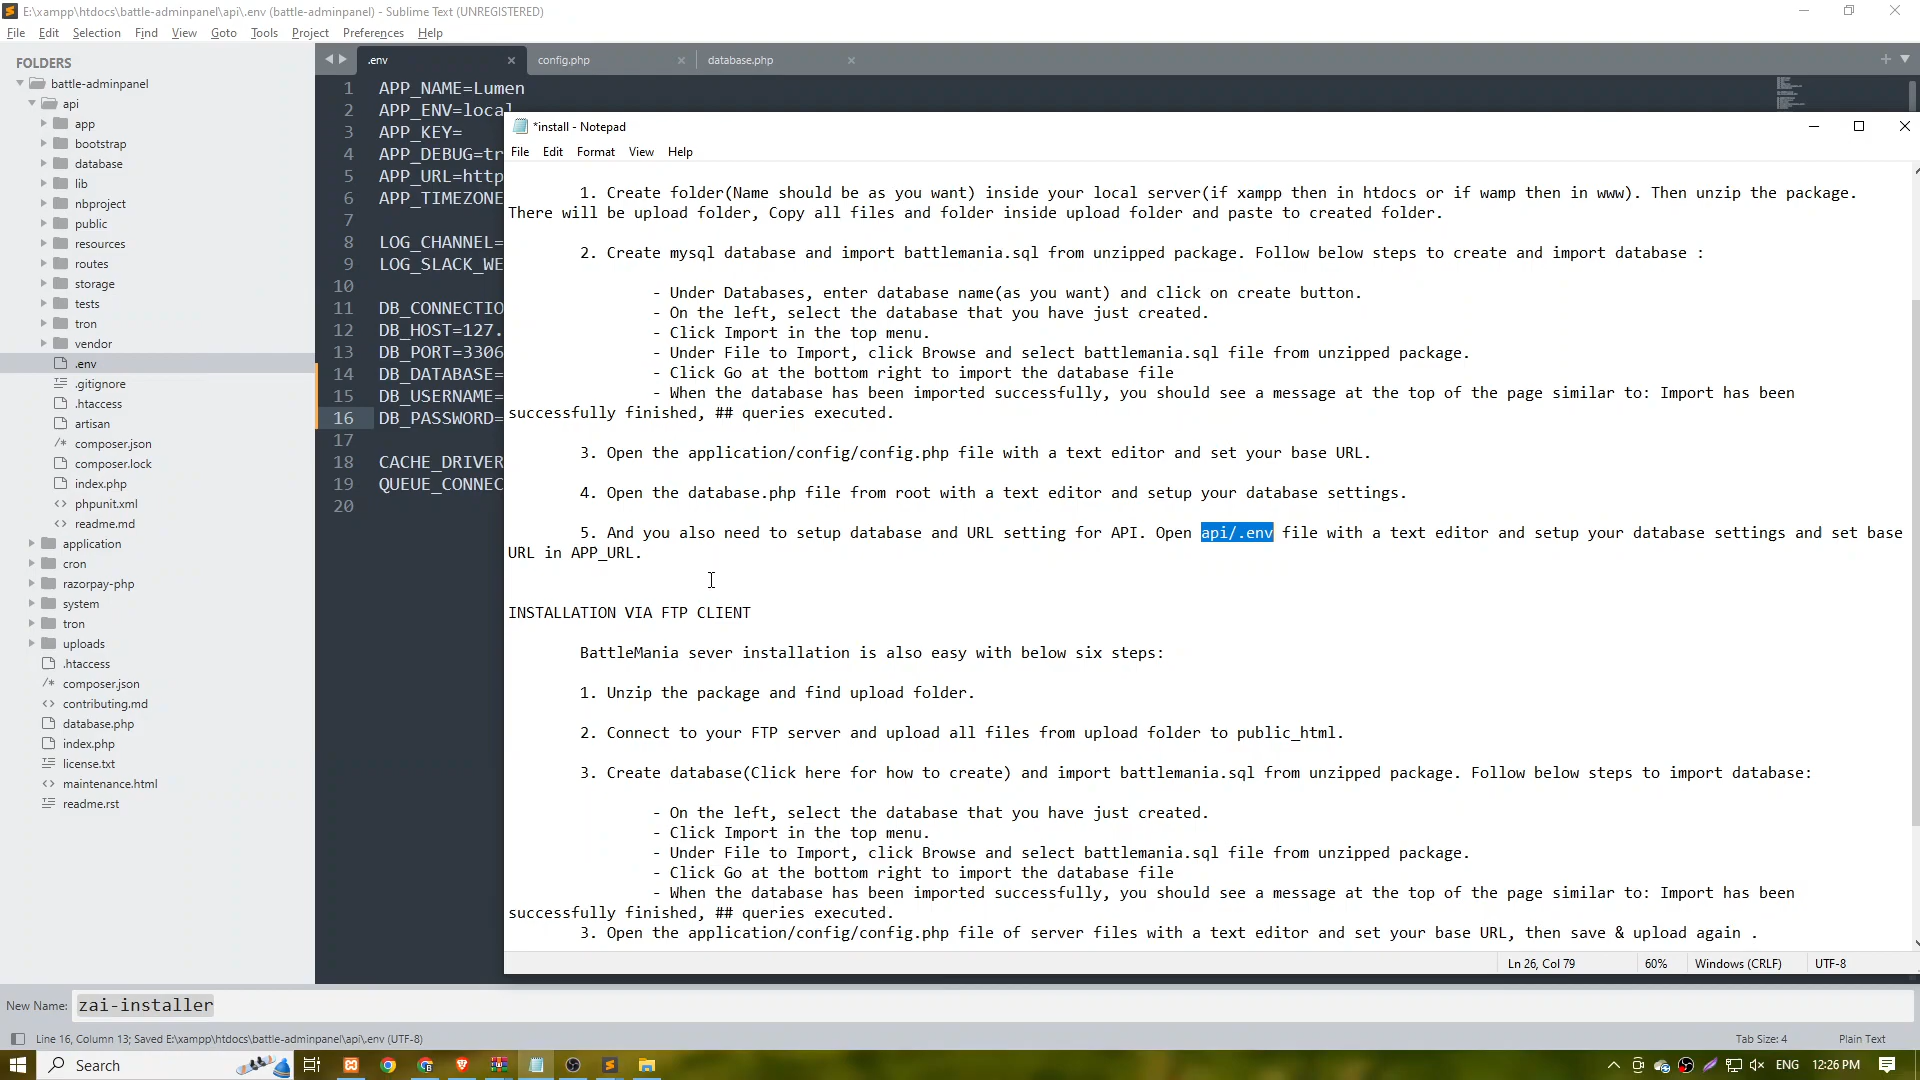 E:\xampp\htdocs\battle-adminpanel\api\.env (battle-adminpanel) - Sublime Text (UNREGISTERED)
File Edit Selection Find View Goto Tools Project Preferences Help
FOLDERS
battle-adminpanel
api
app
bootstrap
database
lib
nbproject
public
resources
routes
storage
tests
tron
vendor
.env
.gitignore
.htaccess
artisan
composer.json
composer.lock
index.php
phpunit.xml
readme.md
application
cron
razorpay-php
system
tron
uploads
.htaccess
composer.json
contributing.md
database.php
index.php
license.txt
maintenance.html
readme.rst
.env config.php database.php
1 APP_NAME=Lumen
2 APP_ENV=local
3 APP_KEY=
4 APP_DEBUG=tr
5 APP_URL=http
6 APP_TIMEZONE
7
8 LOG_CHANNEL=
9 LOG_SLACK_WE
10
11 DB_CONNECTIO
12 DB_HOST=127.
13 DB_PORT=3306
14 DB_DATABASE=
15 DB_USERNAME=
16 DB_PASSWORD=
17
18 CACHE_DRIVER
19 QUEUE_CONNEC
20
*install - Notepad
File Edit Format View Help
1. Create folder(Name should be as you want) inside your local server(if xampp then in htdocs or if wamp then in www). Then unzip the package.
There will be upload folder, Copy all files and folder inside upload folder and paste to created folder.
2. Create mysql database and import battlemania.sql from unzipped package. Follow below steps to create and import database :
- Under Databases, enter database name(as you want) and click on create button.
- On the left, select the database that you have just created.
- Click Import in the top menu.
- Under File to Import, click Browse and select battlemania.sql file from unzipped package.
- Click Go at the bottom right to import the database file
- When the database has been imported successfully, you should see a message at the top of the page similar to: Import has been
successfully finished, ## queries executed.
3. Open the application/config/config.php file with a text editor and set your base URL.
4. Open the database.php file from root with a text editor and setup your database settings.
5. And you also need to setup database and URL setting for API. Open api/.env file with a text editor and setup your database settings and set base
URL in APP_URL.
INSTALLATION VIA FTP CLIENT
BattleMania sever installation is also easy with below six steps:
1. Unzip the package and find upload folder.
2. Connect to your FTP server and upload all files from upload folder to public_html.
3. Create database(Click here for how to create) and import battlemania.sql from unzipped package. Follow below steps to import database:
- On the left, select the database that you have just created.
- Click Import in the top menu.
- Under File to Import, click Browse and select battlemania.sql file from unzipped package.
- Click Go at the bottom right to import the database file
- When the database has been imported successfully, you should see a message at the top of the page similar to: Import has been
successfully finished, ## queries executed.
3. Open the application/config/config.php file of server files with a text editor and set your base URL, then save & upload again .
Ln 26, Col 79 60% Windows (CRLF) UTF-8
New Name: zai-installer
Line 16, Column 13; Saved E:\xampp\htdocs\battle-adminpanel\api\.env (UTF-8) Tab Size: 4 Plain Text
Search ENG 12:26 PM